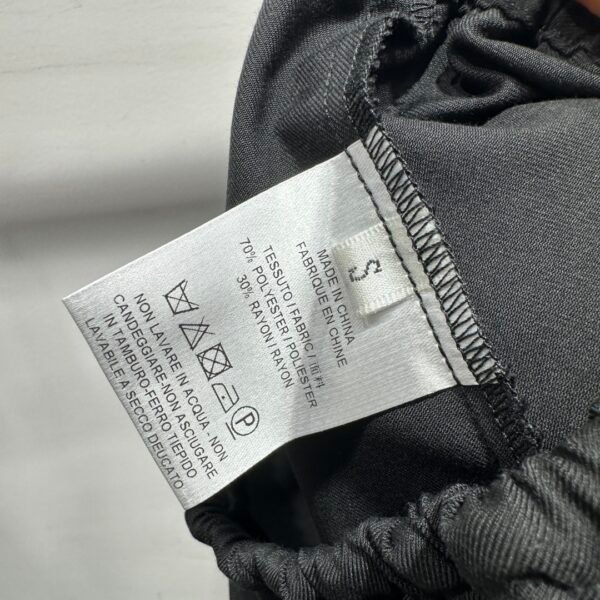 S
MADE IN CHINA
FABRIQUE EN CHINE
TESSUTO / FABRIC / 面料
70% POLYESTER / POLIESTER
30% RAYON / RAYON
P
NON LAVARE IN ACQUA - NON
CANDEGGIARE-NON ASCIUGARE
IN TAMBURO-FERRO TIEPIDO
LAVABILE A SECCO DEUCATO